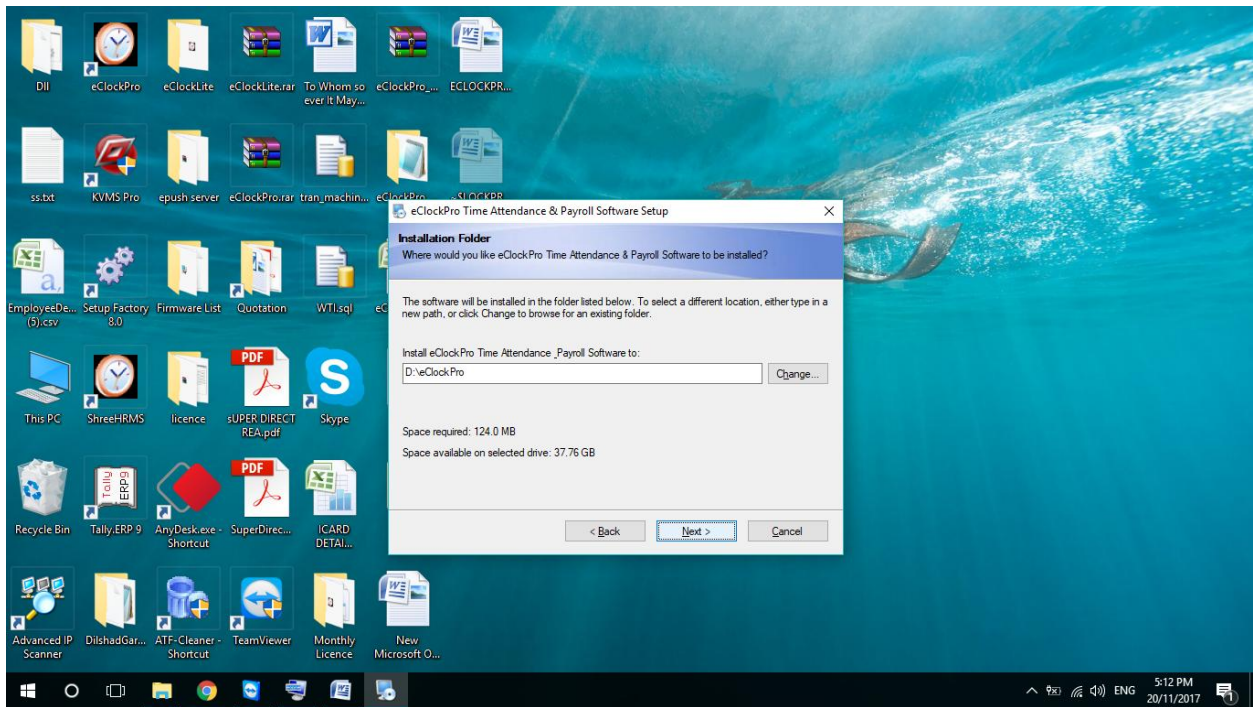 Dll
eClockPro
eClockLite
eClockLite.rar
To Whom so
ever It May...
eClockPro_...
ECLOCKPR...
ss.txt
KVMS Pro
epush server
eClockPro.rar
tran_machin...
eClockPro
~$LOCKPR
EmployeeDe...
(5).csv
Setup Factory
8.0
Firmware List
Quotation
WTI.sql
eC
This PC
ShreeHRMS
licence
PDF
sUPER DIRECT
REA.pdf
Skype
Recycle Bin
Tally.ERP 9
AnyDesk.exe -
Shortcut
PDF
SuperDirec...
ICARD
DETAI...
Advanced IP
Scanner
DilshadGar...
ATF-Cleaner -
Shortcut
TeamViewer
Monthly
Licence
New
Microsoft O...
eClockPro Time Attendance & Payroll Software Setup
Installation Folder
Where would you like eClockPro Time Attendance & Payroll Software to be installed?
The software will be installed in the folder listed below. To select a different location, either type in a
new path, or click Change to browse for an existing folder.
Install eClockPro Time Attendance _Payroll Software to:
D:\eClockPro
Change...
Space required: 124.0 MB
Space available on selected drive: 37.76 GB
< Back
Next >
Cancel
ENG
5:12 PM
20/11/2017
1